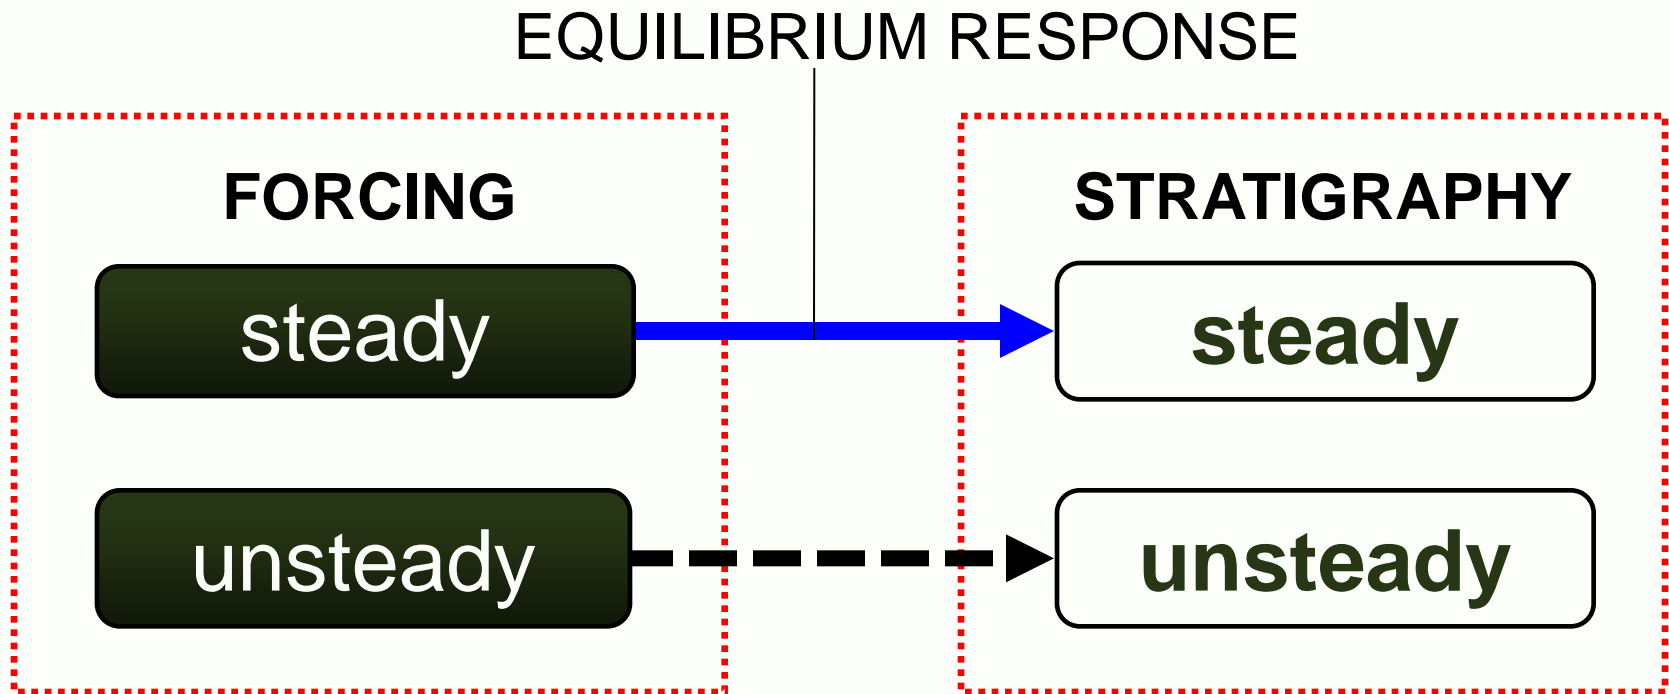 EQUILIBRIUM RESPONSE
FORCING
STRATIGRAPHY
steady
steady
unsteady
unsteady